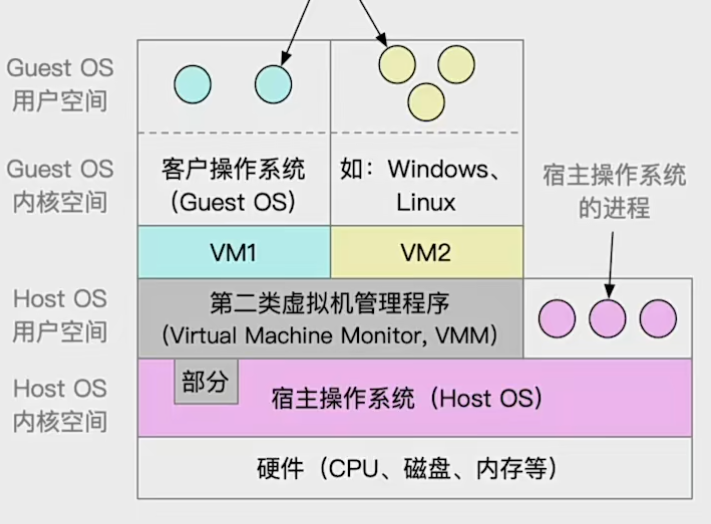 Guest OS
用户空间
Guest OS
内核空间
客户操作系统
(Guest OS)
如：Windows、
Linux
宿主操作系统
的进程
VM1
VM2
Host OS
用户空间
第二类虚拟机管理程序
(Virtual Machine Monitor, VMM)
Host OS
内核空间
部分
宿主操作系统（Host OS）
硬件（CPU、磁盘、内存等）